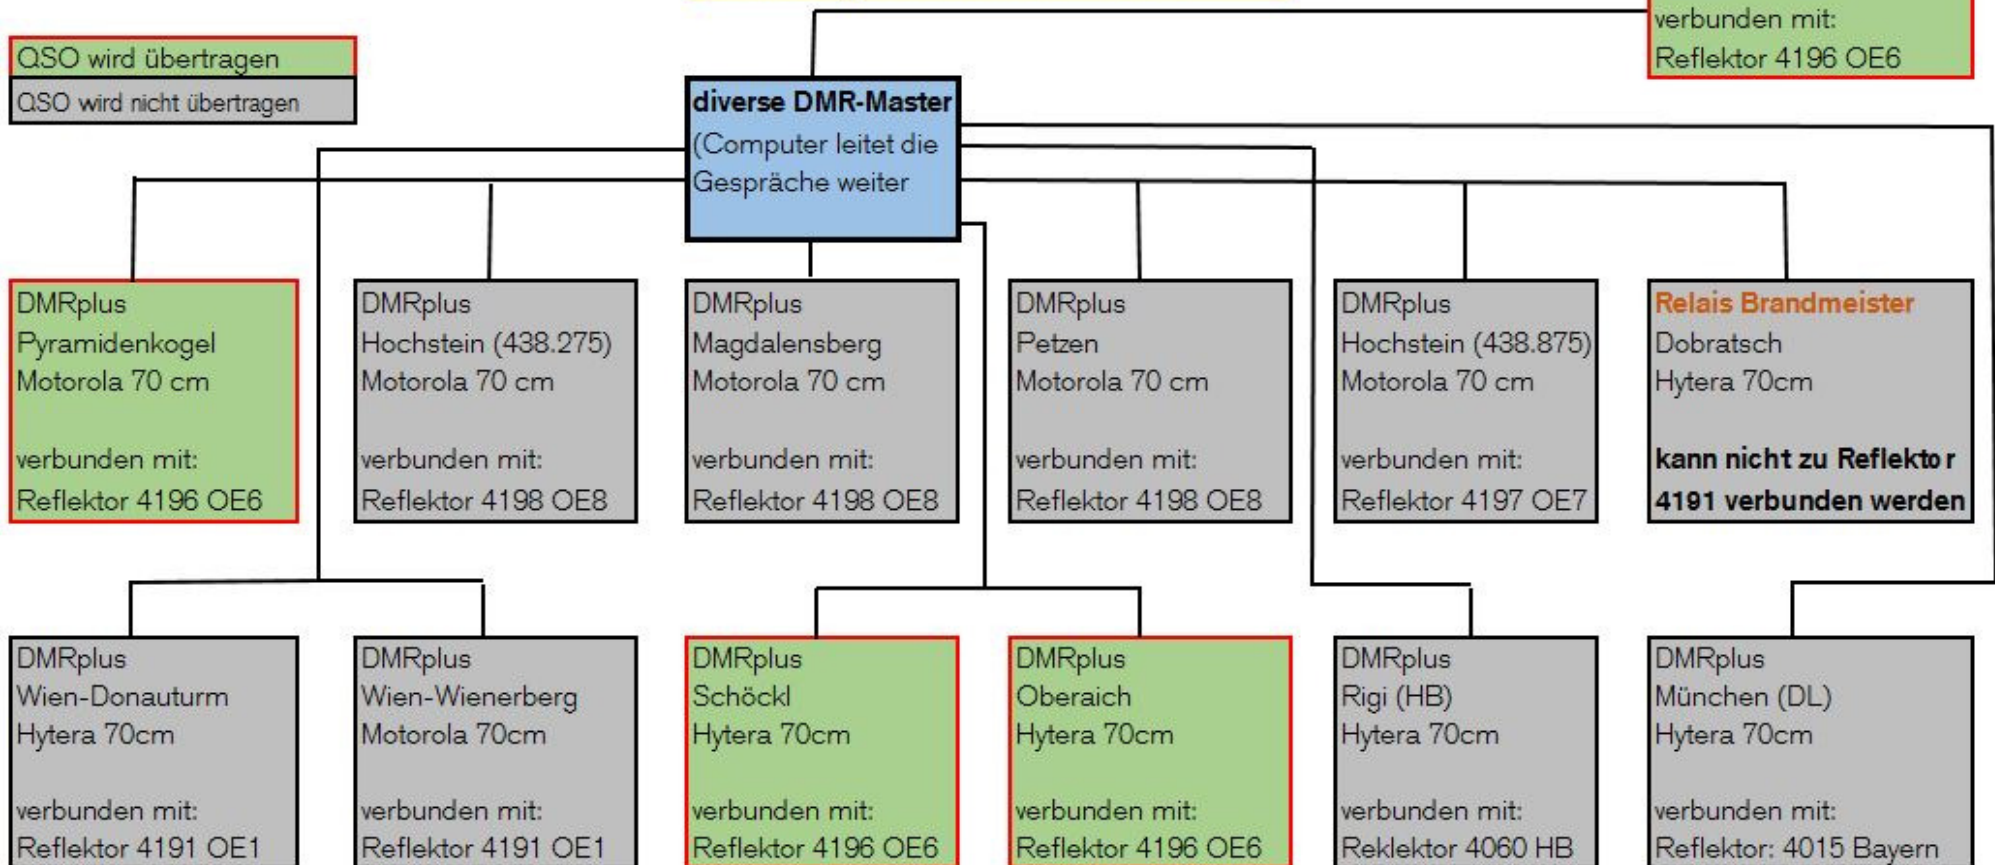 verbunden mit:
Reflektor 4196 OE6
QSO wird übertragen
QSO wird nicht übertragen
diverse DMR-Master
(Computer leitet die
Gespräche weiter
DMRplus
Pyramidenkogel
Motorola 70 cm
verbunden mit:
Reflektor 4196 OE6
DMRplus
Hochstein (438.275)
Motorola 70 cm
verbunden mit:
Reflektor 4198 OE8
DMRplus
Magdalensberg
Motorola 70 cm
verbunden mit:
Reflektor 4198 OE8
DMRplus
Petzen
Motorola 70 cm
verbunden mit:
Reflektor 4198 OE8
DMRplus
Hochstein (438.875)
Motorola 70 cm
verbunden mit:
Reflektor 4197 OE7
Relais Brandmeister
Dobratsch
Hytera 70cm
kann nicht zu Reflektor
4191 verbunden werden
DMRplus
Wien-Donauturm
Hytera 70cm
verbunden mit:
Reflektor 4191 OE1
DMRplus
Wien-Wienerberg
Motorola 70cm
verbunden mit:
Reflektor 4191 OE1
DMRplus
Schöckl
Hytera 70cm
verbunden mit:
Reflektor 4196 OE6
DMRplus
Oberaich
Hytera 70cm
verbunden mit:
Reflektor 4196 OE6
DMRplus
Rigi (HB)
Hytera 70cm
verbunden mit:
Reklektor 4060 HB
DMRplus
München (DL)
Hytera 70cm
verbunden mit:
Reflektor: 4015 Bayern